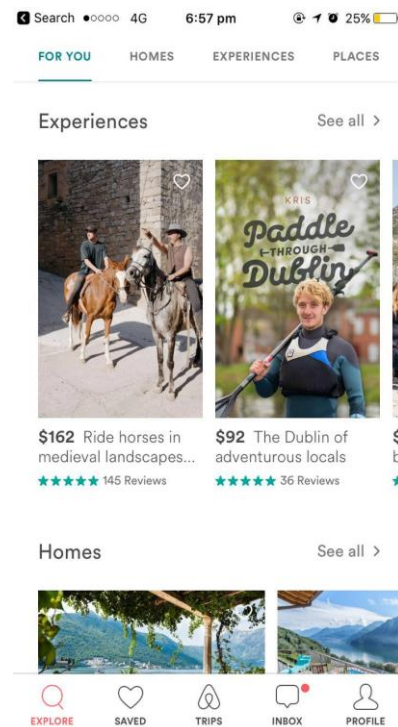 Search 4G 6:57 pm 25%
FOR YOU HOMES EXPERIENCES PLACES
Experiences See all >
KRIS
Paddle
THROUGH
Dublin
$162 Ride horses in
medieval landscapes...
145 Reviews
$92 The Dublin of
adventurous locals
36 Reviews
Homes See all >
EXPLORE SAVED TRIPS INBOX PROFILE